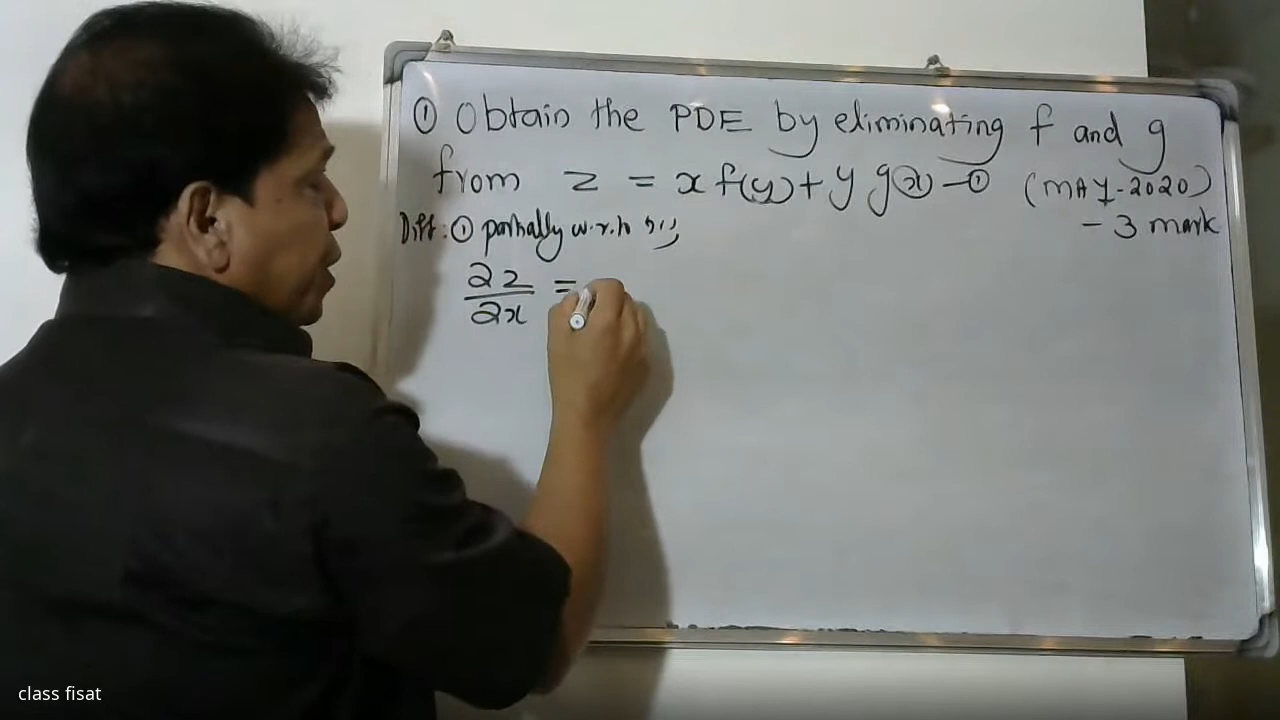 ① Obtain the PDE by eliminating f and g
from z = x f(y) + y g(x) — ① (MAY-2020)
- 3 mark
Diff: ① partially w.r.to x,
∂z/∂x =
class fisat